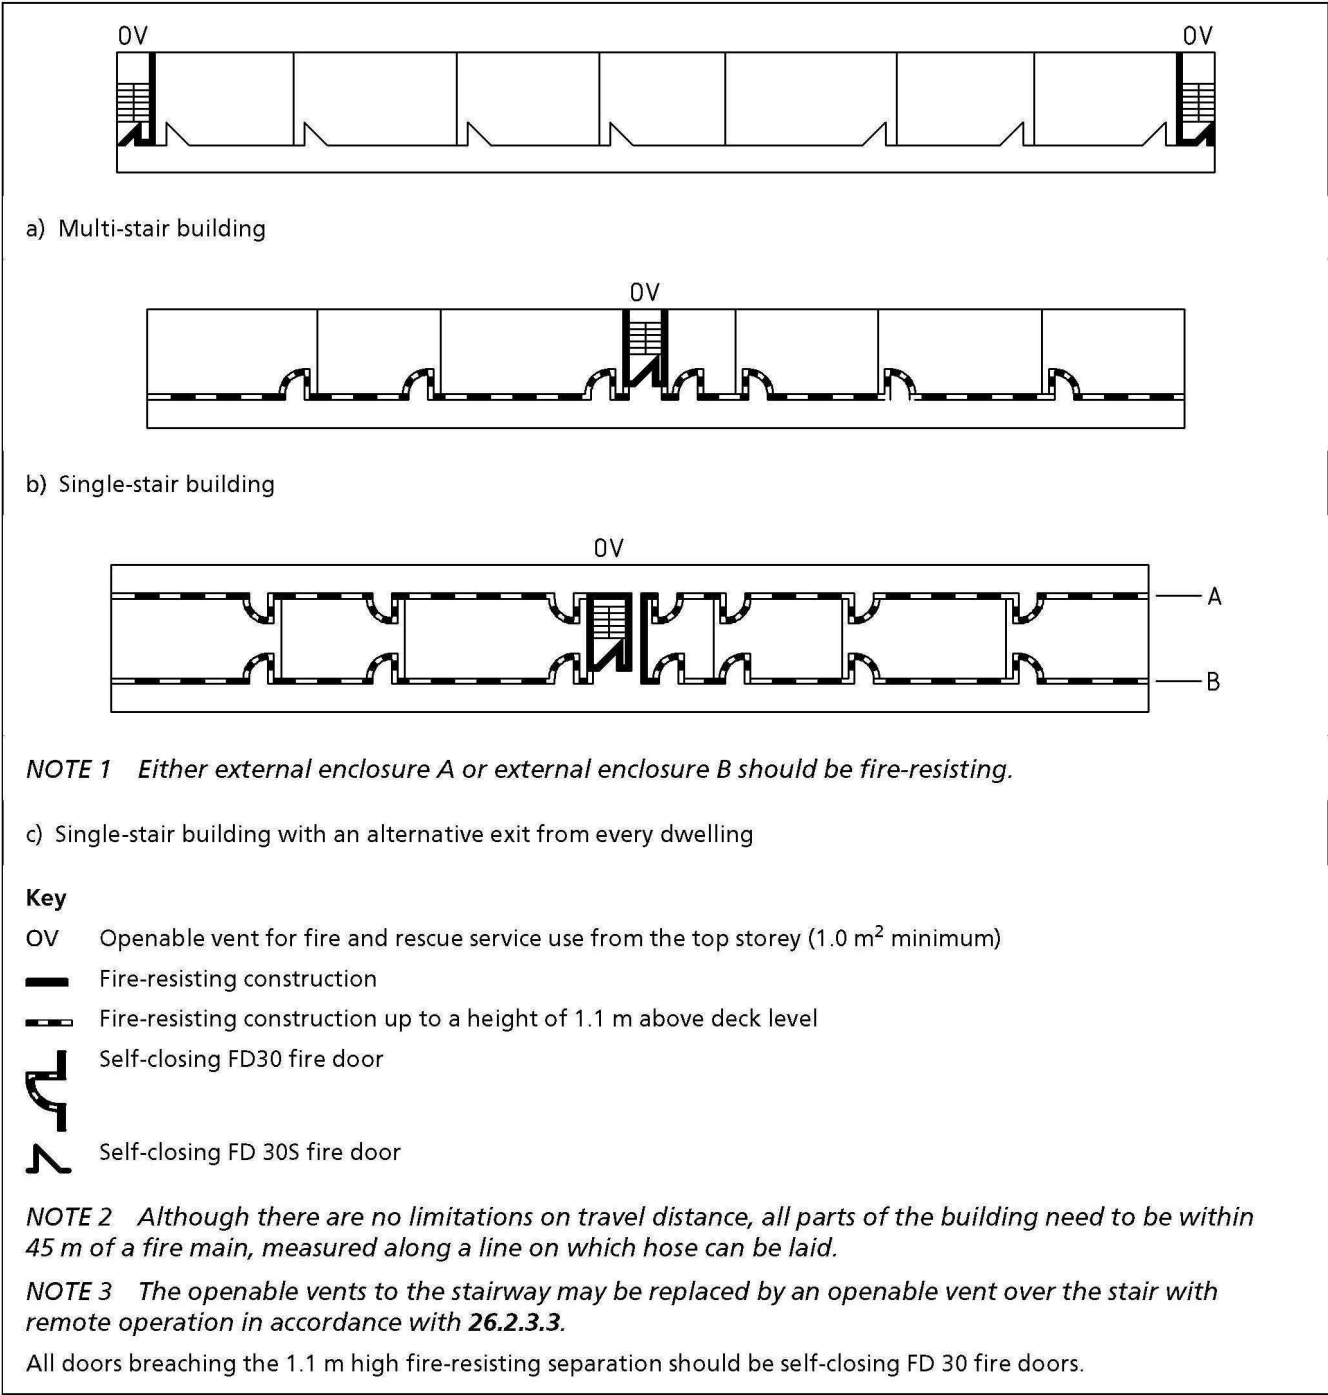 OV OV
a) Multi-stair building
OV
b) Single-stair building
OV
A
B
NOTE 1 Either external enclosure A or external enclosure B should be fire-resisting.
c) Single-stair building with an alternative exit from every dwelling
Key
OV Openable vent for fire and rescue service use from the top storey (1.0 m² minimum)
Fire-resisting construction
Fire-resisting construction up to a height of 1.1 m above deck level
Self-closing FD30 fire door
Self-closing FD 30S fire door
NOTE 2 Although there are no limitations on travel distance, all parts of the building need to be within
45 m of a fire main, measured along a line on which hose can be laid.
NOTE 3 The openable vents to the stairway may be replaced by an openable vent over the stair with
remote operation in accordance with 26.2.3.3.
All doors breaching the 1.1 m high fire-resisting separation should be self-closing FD 30 fire doors.